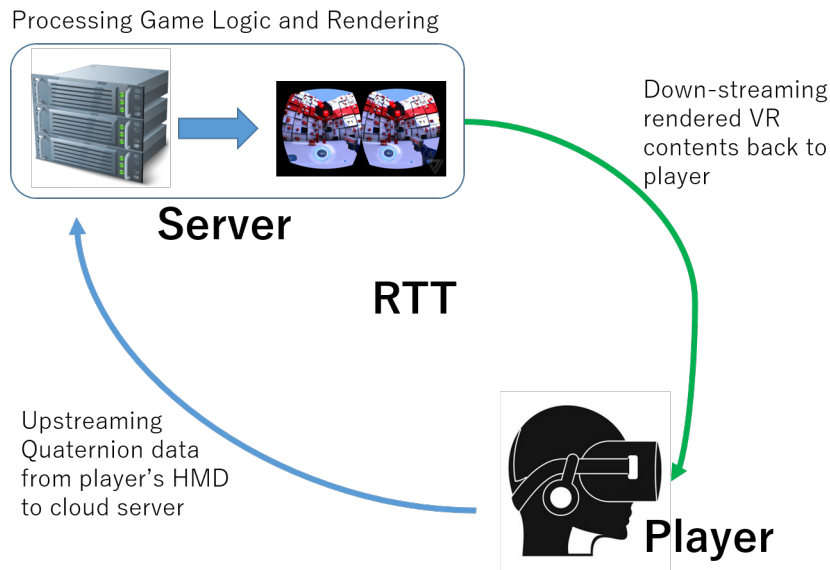 Processing Game Logic and Rendering
Down-streaming
rendered VR
contents back to
player
Server
RTT
Upstreaming
Quaternion data
from player’s HMD
to cloud server
Player